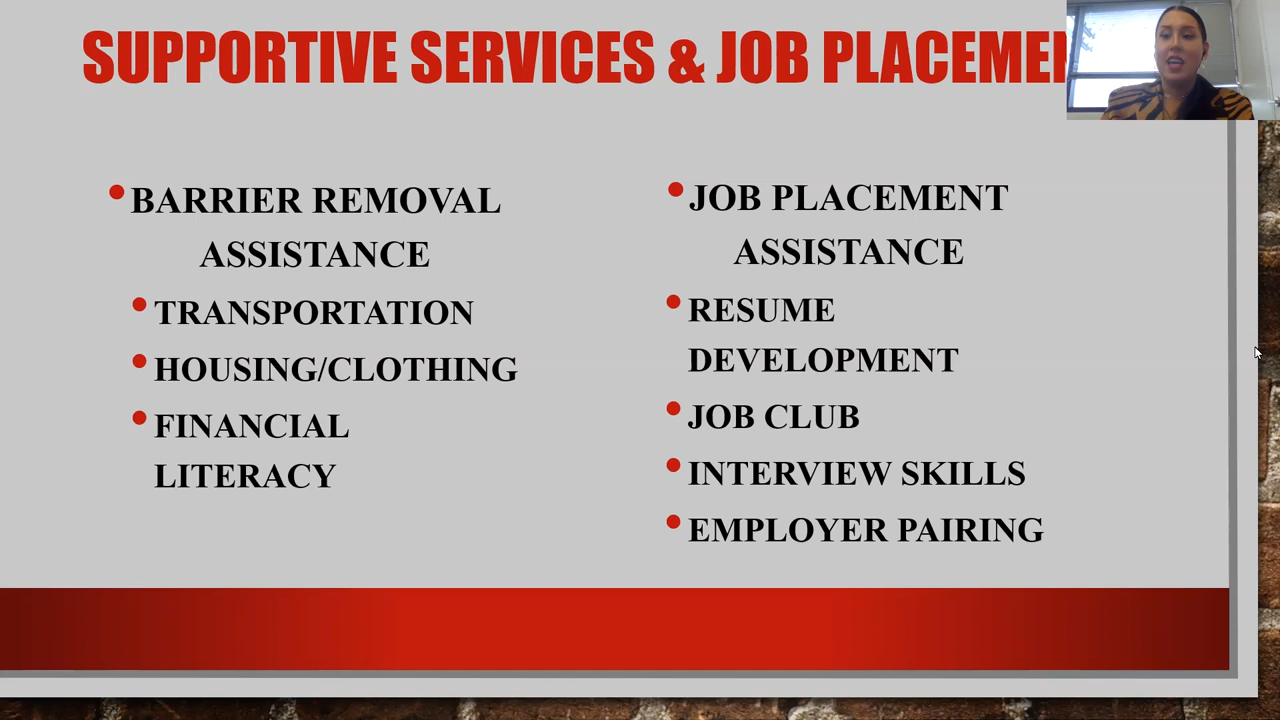 SUPPORTIVE SERVICES & JOB PLACEMEN
BARRIER REMOVAL
ASSISTANCE
TRANSPORTATION
HOUSING/CLOTHING
FINANCIAL
LITERACY
JOB PLACEMENT
ASSISTANCE
RESUME
DEVELOPMENT
JOB CLUB
INTERVIEW SKILLS
EMPLOYER PAIRING